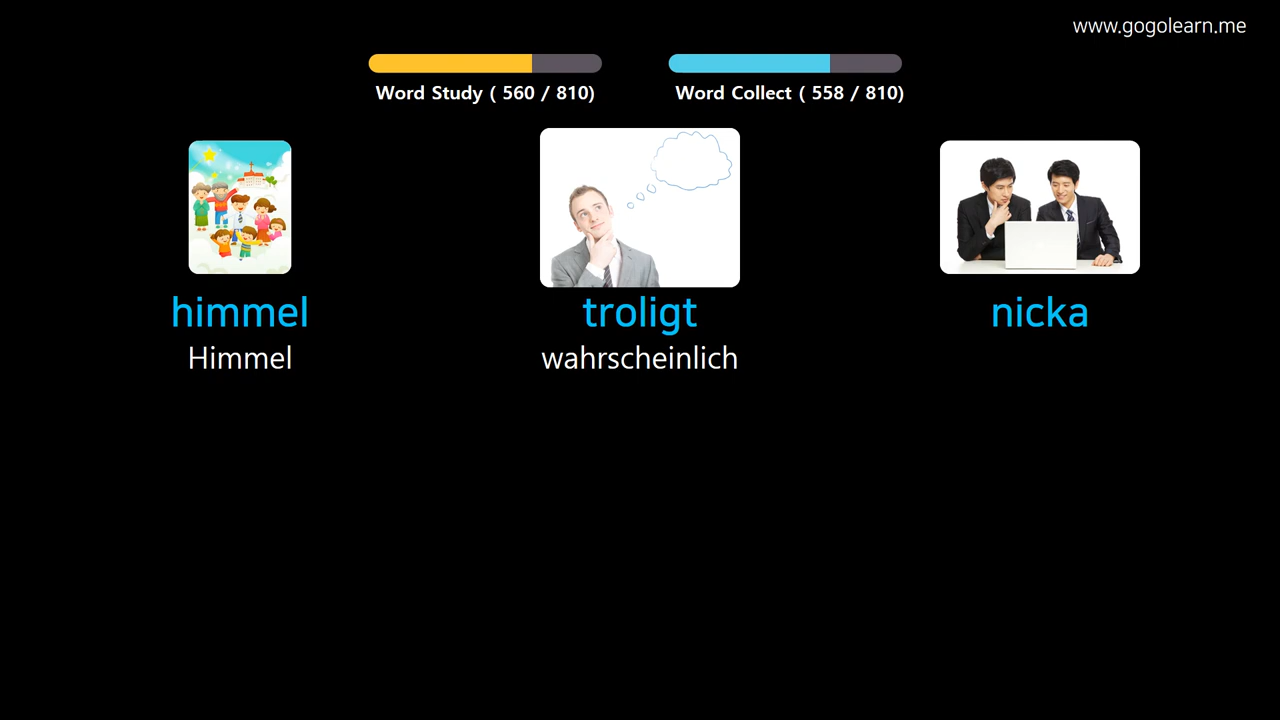 www.gogolearn.me
Word Study ( 560 / 810)
Word Collect ( 558 / 810)
himmel
troligt
nicka
Himmel
wahrscheinlich